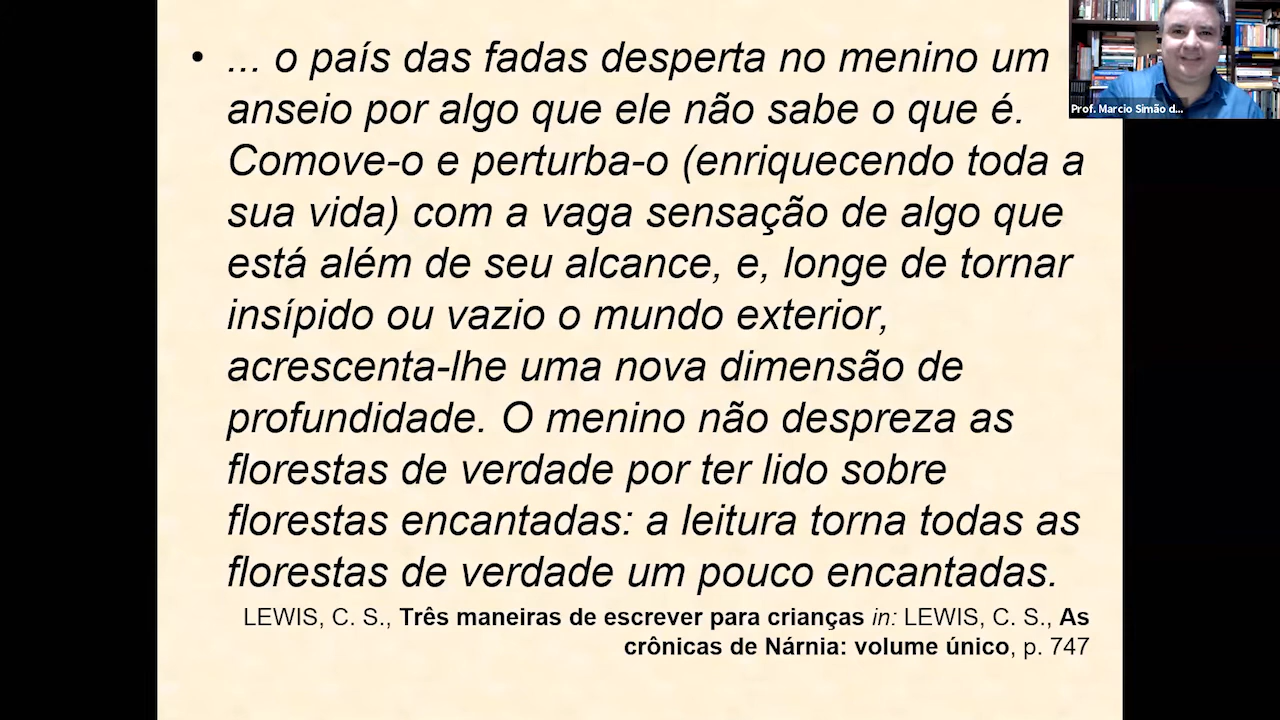 • ... o país das fadas desperta no menino um
anseio por algo que ele não sabe o que é.
Comove-o e perturba-o (enriquecendo toda a
sua vida) com a vaga sensação de algo que
está além de seu alcance, e, longe de tornar
insípido ou vazio o mundo exterior,
acrescenta-lhe uma nova dimensão de
profundidade. O menino não despreza as
florestas de verdade por ter lido sobre
florestas encantadas: a leitura torna todas as
florestas de verdade um pouco encantadas.
LEWIS, C. S., Três maneiras de escrever para crianças in: LEWIS, C. S., As
crônicas de Nárnia: volume único, p. 747
Prof. Marcio Simão d...